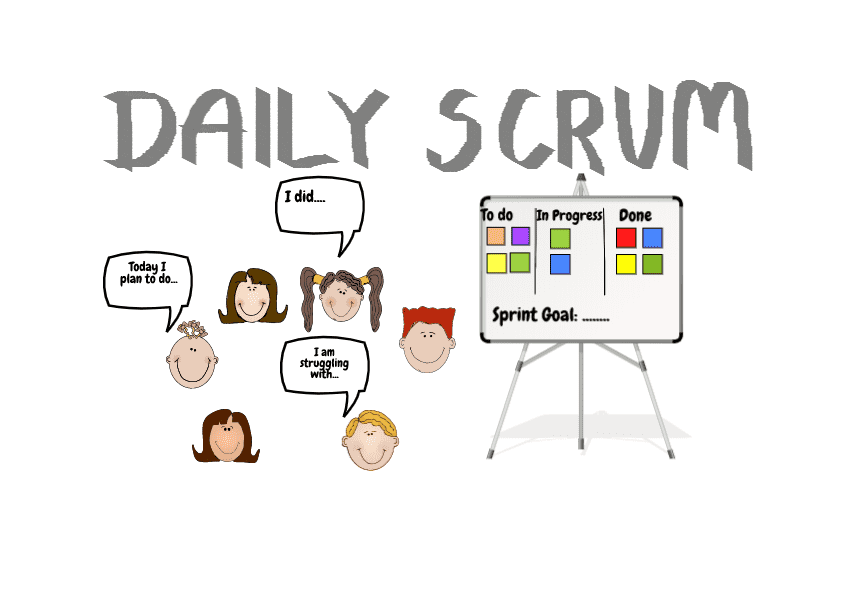 DAILY SCRUM
I did....
Today I
plan to do...
I am
struggling
with...
To do
In Progress
Done
Sprint Goal: ........